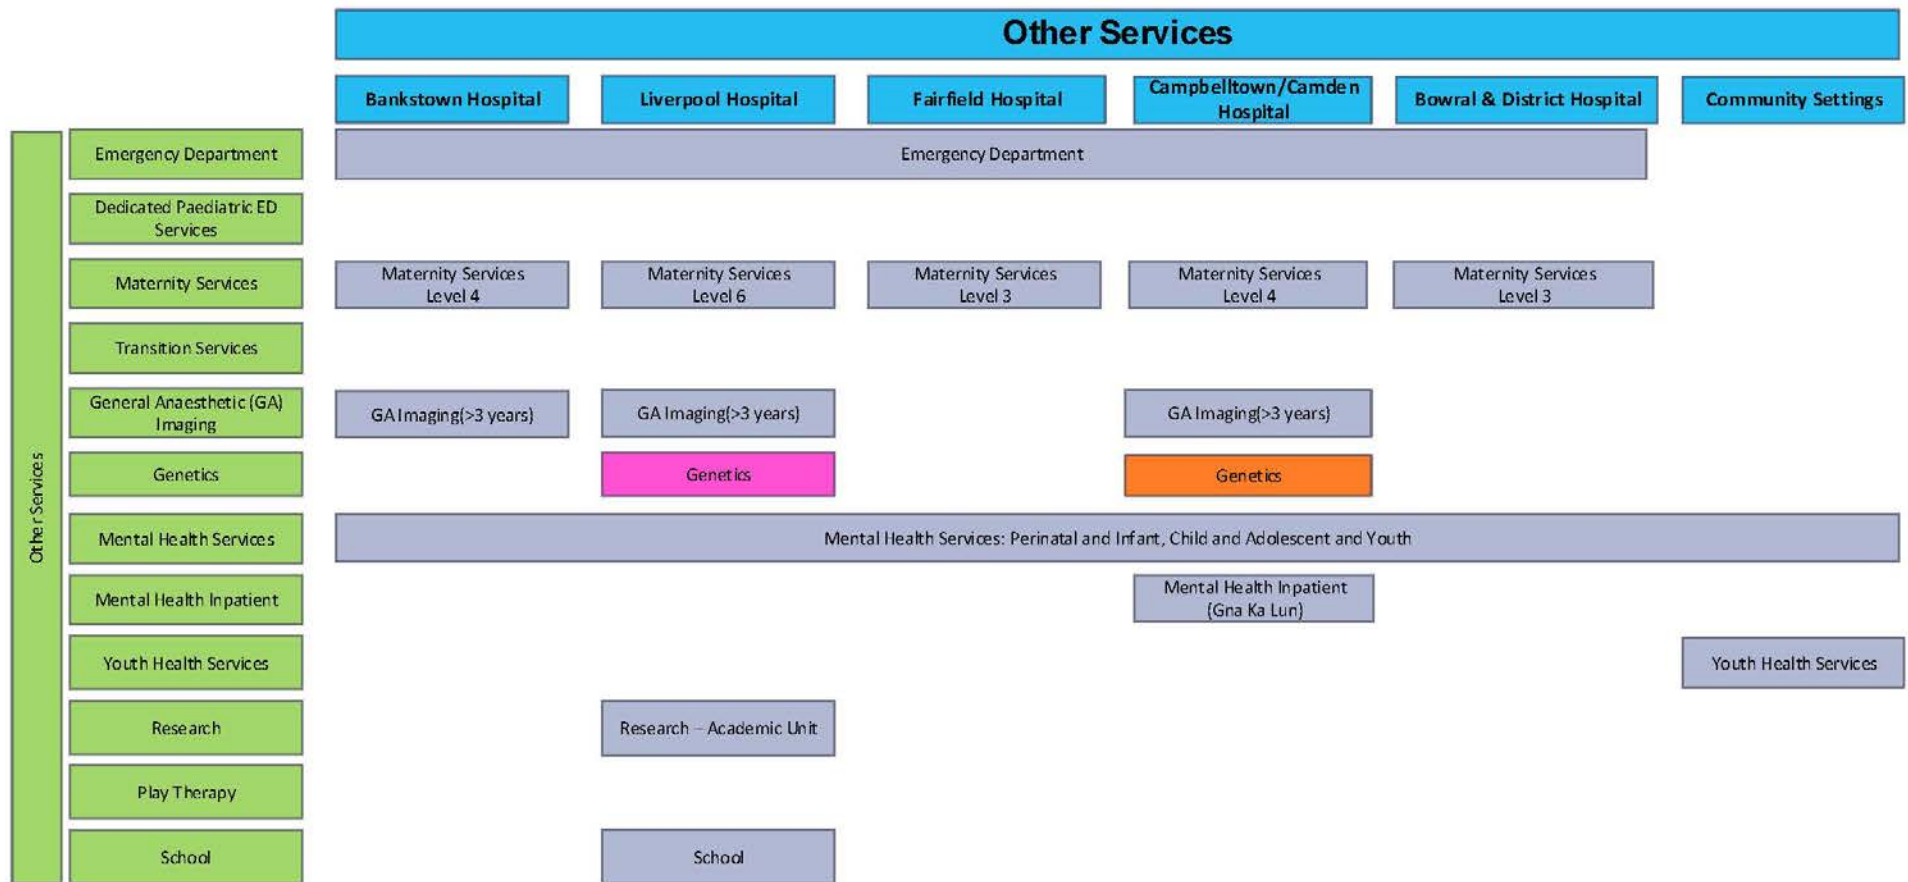 Other Services
Bankstown Hospital
Liverpool Hospital
Fairfield Hospital
Campbelltown/Camden
Hospital
Bowral & District Hospital
Community Settings
Other Services
Emergency Department
Emergency Department
Dedicated Paediatric ED
Services
Maternity Services
Maternity Services
Level 4
Maternity Services
Level 6
Maternity Services
Level 3
Maternity Services
Level 4
Maternity Services
Level 3
Transition Services
General Anaesthetic (GA)
Imaging
GA Imaging(>3 years)
GA Imaging(>3 years)
GA Imaging(>3 years)
Genetics
Genetics
Genetics
Mental Health Services
Mental Health Services: Perinatal and Infant, Child and Adolescent and Youth
Mental Health Inpatient
Mental Health Inpatient
(Gna Ka Lun)
Youth Health Services
Youth Health Services
Research
Research – Academic Unit
Play Therapy
School
School